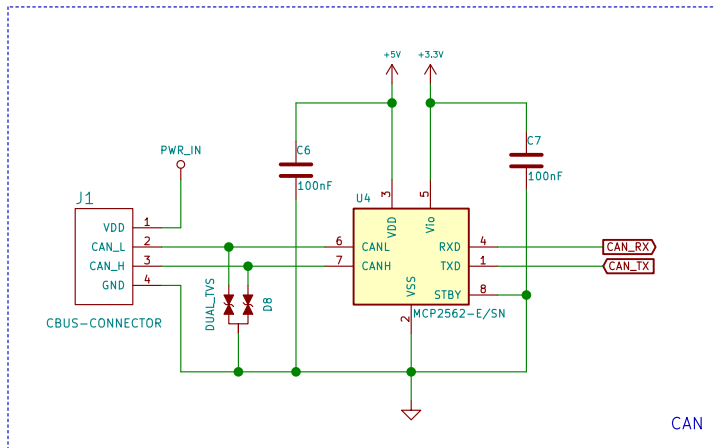 +5V
+3.3V
C6
100nF
C7
100nF
PWR_IN
J1
VDD 1
CAN_L 2
CAN_H 3
GND 4
CBUS-CONNECTOR
DUAL_TVS
D8
U4
3
5
VDD
Vio
6 CANL
7 CANH
RXD 4
TXD 1
STBY 8
VSS
2
MCP2562-E/SN
CAN_RX
CAN_TX
CAN